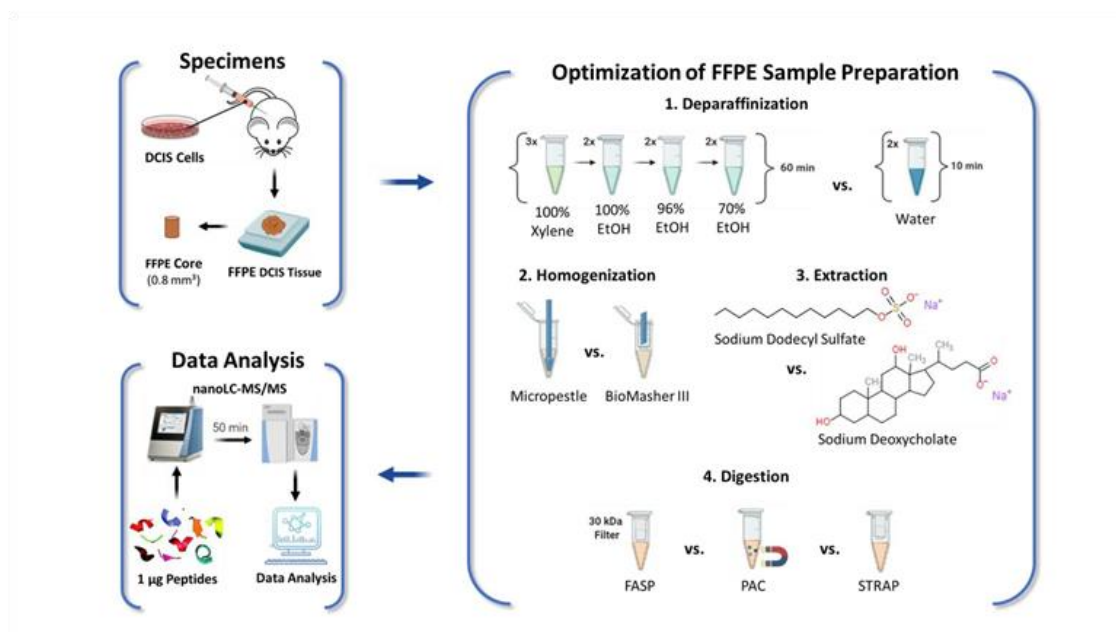 Specimens
DCIS Cells
FFPE Core
(0.8 mm³)
FFPE DCIS Tissue
Optimization of FFPE Sample Preparation
1. Deparaffinization
3x
2x
2x
2x
60 min
100%
Xylene
100%
EtOH
96%
EtOH
70%
EtOH
vs.
2x
10 min
Water
2. Homogenization
vs.
Micropestle
BioMasher III
3. Extraction
O
O⁻
S
O
O
Na⁺
Sodium Dodecyl Sulfate
vs.
OH
CH₃
CH₃
CH
O
O⁻
Na⁺
HO
Sodium Deoxycholate
4. Digestion
30 kDa
Filter
FASP
vs.
PAC
vs.
STRAP
Data Analysis
nanoLC-MS/MS
50 min
1 µg Peptides
Data Analysis